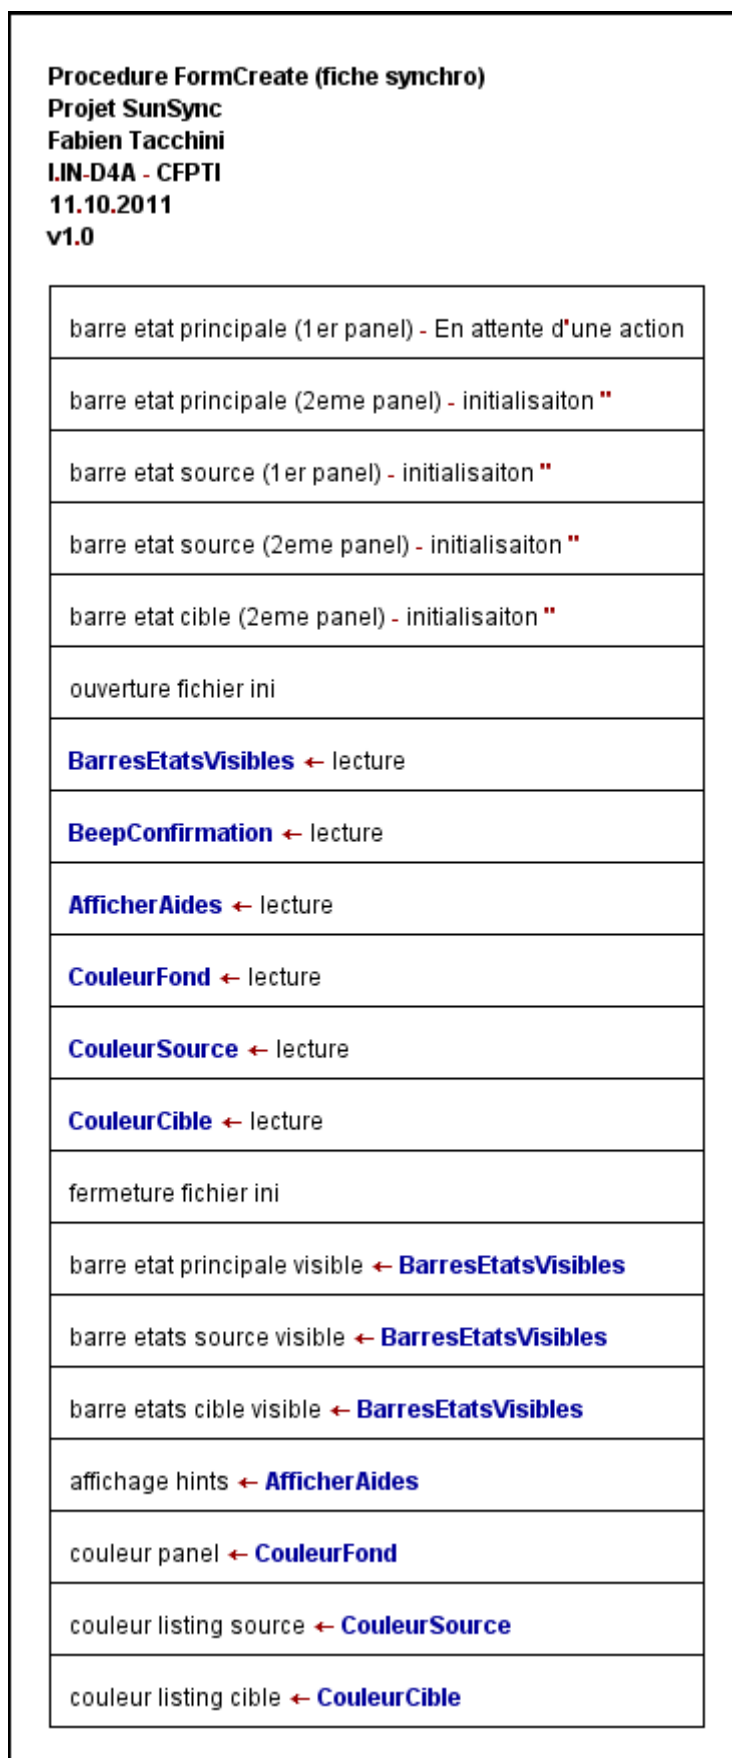 Procedure FormCreate (fiche synchro)
Projet SunSync
Fabien Tacchini
I.IN-D4A - CFPTI
11.10.2011
v1.0
barre etat principale (1er panel) - En attente d'une action
barre etat principale (2eme panel) - initialisaiton ''
barre etat source (1er panel) - initialisaiton ''
barre etat source (2eme panel) - initialisaiton ''
barre etat cible (2eme panel) - initialisaiton ''
ouverture fichier ini
BarresEtatsVisibles ← lecture
BeepConfirmation ← lecture
AfficherAides ← lecture
CouleurFond ← lecture
CouleurSource ← lecture
CouleurCible ← lecture
fermeture fichier ini
barre etat principale visible ← BarresEtatsVisibles
barre etats source visible ← BarresEtatsVisibles
barre etats cible visible ← BarresEtatsVisibles
affichage hints ← AfficherAides
couleur panel ← CouleurFond
couleur listing source ← CouleurSource
couleur listing cible ← CouleurCible